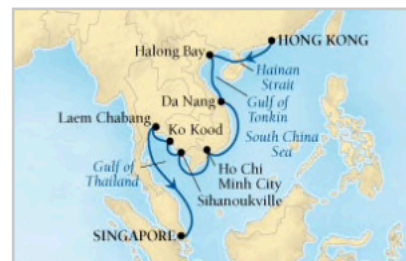 HONG KONG
Halong Bay
Hainan
Strait
Da Nang
Gulf of
Tonkin
Laem Chabang
Ko Kood
South China
Sea
Gulf of
Thailand
Ho Chi
Minh City
Sihanoukville
SINGAPORE